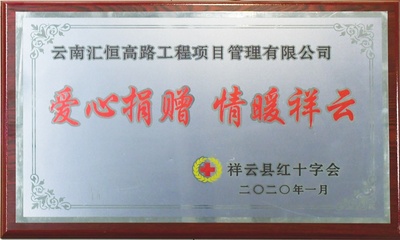 云南汇恒高路工程项目管理有限公司
爱心捐赠 情暖祥云
祥云县红十字会
二〇二〇年一月